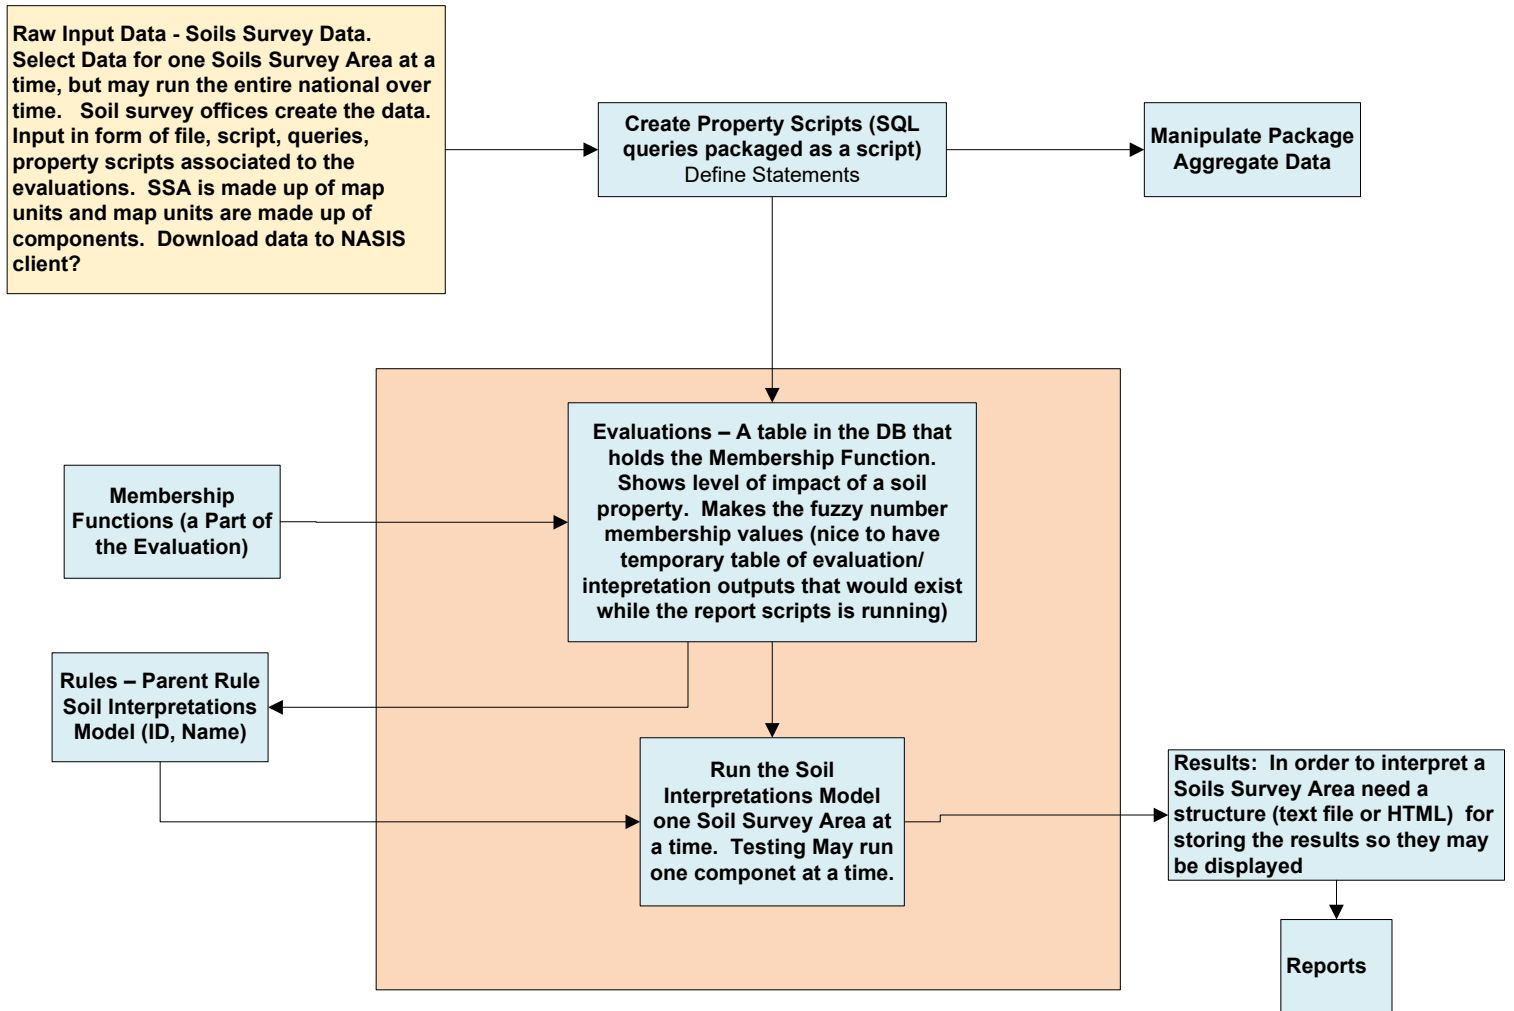 Raw Input Data - Soils Survey Data.
Select Data for one Soils Survey Area at a
time, but may run the entire national over
time. Soil survey offices create the data.
Input in form of file, script, queries,
property scripts associated to the
evaluations. SSA is made up of map
units and map units are made up of
components. Download data to NASIS
client?
Create Property Scripts (SQL
queries packaged as a script)
Define Statements
Manipulate Package
Aggregate Data
Evaluations – A table in the DB that
holds the Membership Function.
Shows level of impact of a soil
property. Makes the fuzzy number
membership values (nice to have
temporary table of evaluation/
intepretation outputs that would exist
while the report scripts is running)
Membership
Functions (a Part of
the Evaluation)
Rules – Parent Rule
Soil Interpretations
Model (ID, Name)
Run the Soil
Interpretations Model
one Soil Survey Area at
a time. Testing May run
one componet at a time.
Results: In order to interpret a
Soils Survey Area need a
structure (text file or HTML) for
storing the results so they may
be displayed
Reports